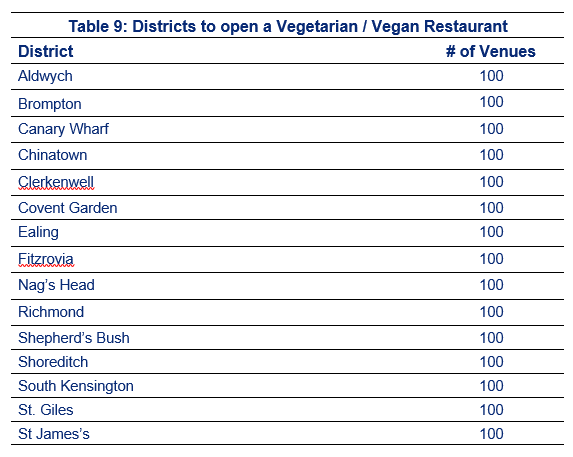 Table 9: Districts to open a Vegetarian / Vegan Restaurant
District # of Venues
Aldwych 100
Brompton 100
Canary Wharf 100
Chinatown 100
Clerkenwell 100
Covent Garden 100
Ealing 100
Fitzrovia 100
Nag’s Head 100
Richmond 100
Shepherd’s Bush 100
Shoreditch 100
South Kensington 100
St. Giles 100
St James’s 100